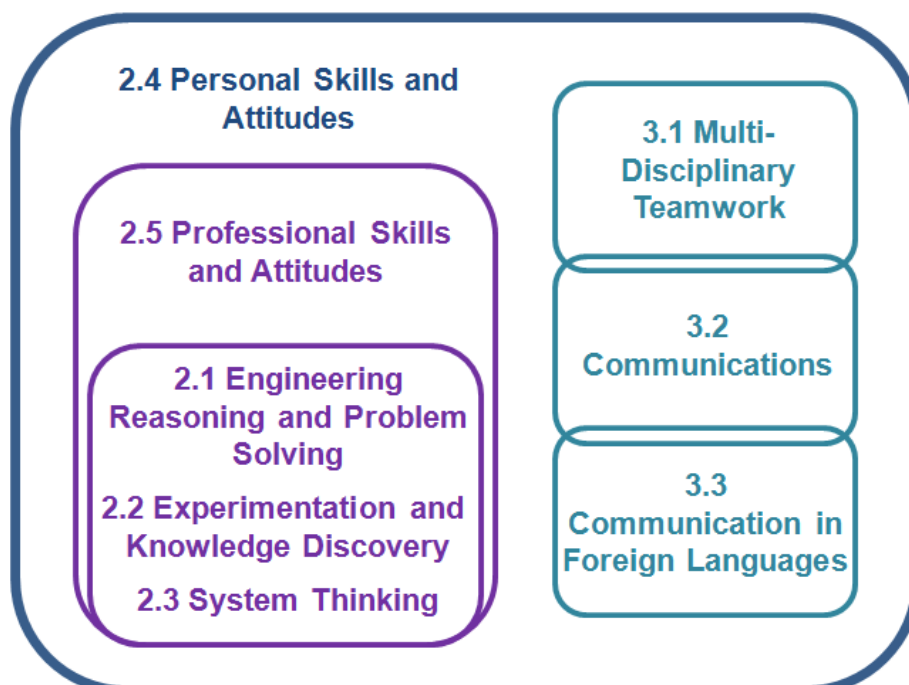 2.4 Personal Skills and
Attitudes
2.5 Professional Skills
and Attitudes
2.1 Engineering
Reasoning and Problem
Solving
2.2 Experimentation and
Knowledge Discovery
2.3 System Thinking
3.1 Multi-
Disciplinary
Teamwork
3.2
Communications
3.3
Communication in
Foreign Languages